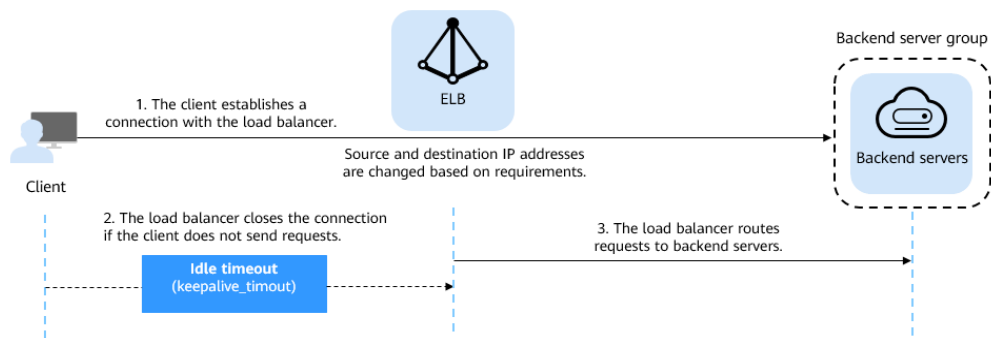 Backend server group
ELB
1. The client establishes a
connection with the load balancer.
Source and destination IP addresses
are changed based on requirements.
Backend servers
Client
2. The load balancer closes the connection
if the client does not send requests.
3. The load balancer routes
requests to backend servers.
Idle timeout
(keepalive_timout)